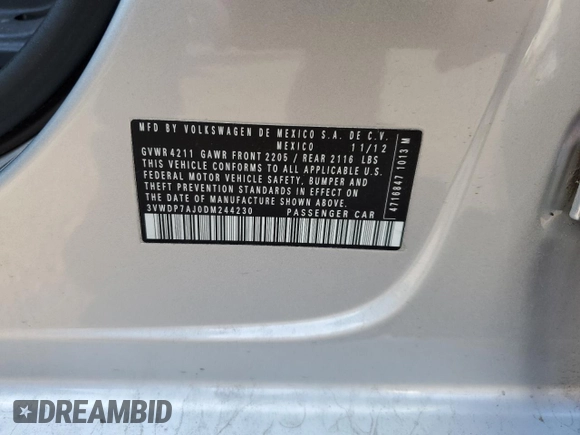 MFD BY VOLKSWAGEN DE MEXICO S.A. DE C.V.
MEXICO 11/12
GVWR 4211 GAWR FRONT 2205 / REAR 2116 LBS
THIS VEHICLE CONFORMS TO ALL APPLICABLE U.S.
FEDERAL MOTOR VEHICLE SAFETY, BUMPER AND
THEFT PREVENTION STANDARDS IN EFFECT ON THE
DATE OF MANUFACTURE SHOWN ABOVE.
3VWDP7AJ0DM244230 PASSENGER CAR
4716847 1013 M
DREAMBID